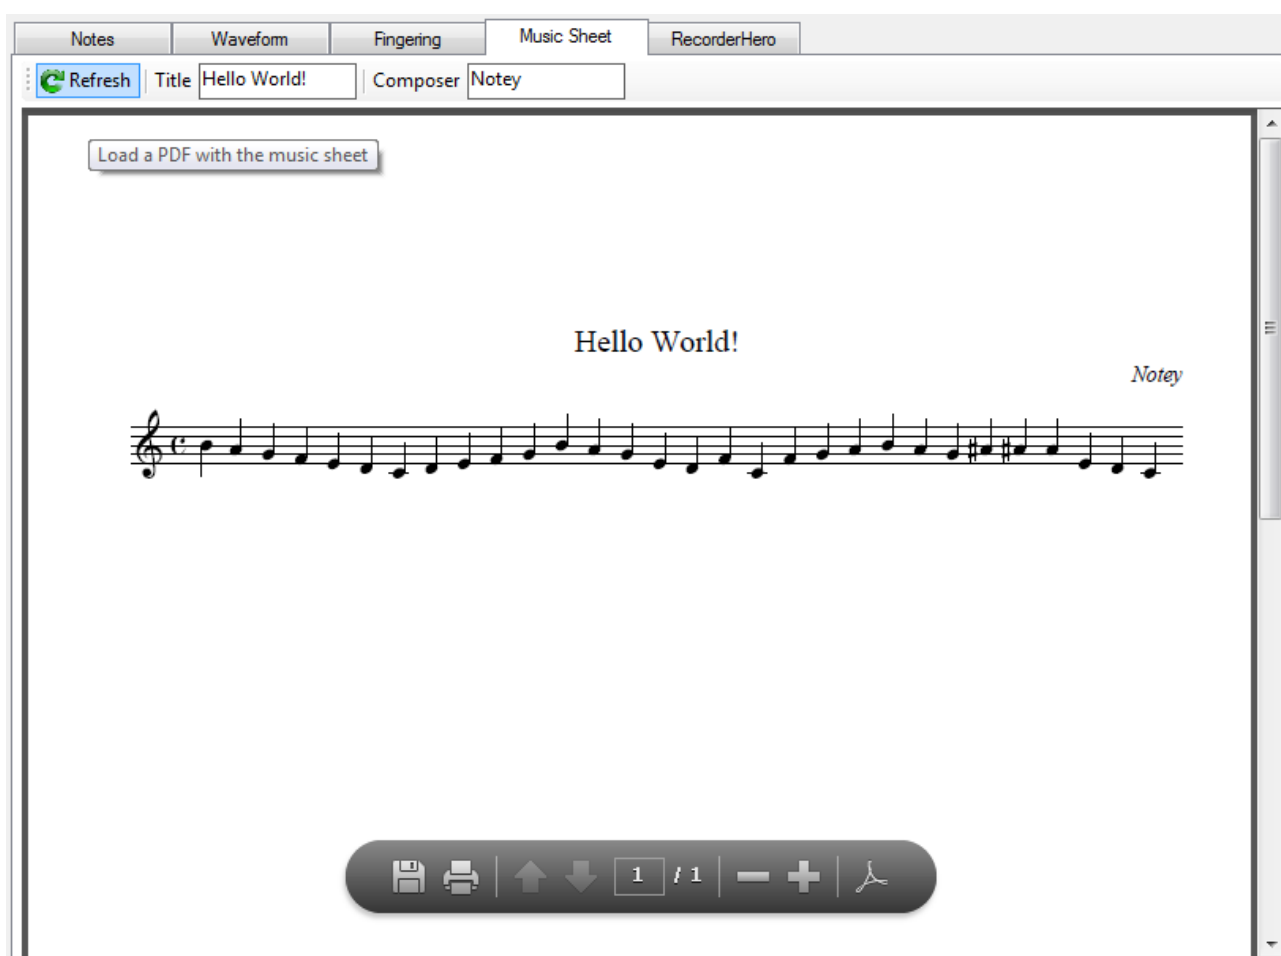 Notes Waveform Fingering Music Sheet RecorderHero
Refresh Title Hello World! Composer Notey
Load a PDF with the music sheet
Hello World!
Notey
1 / 1